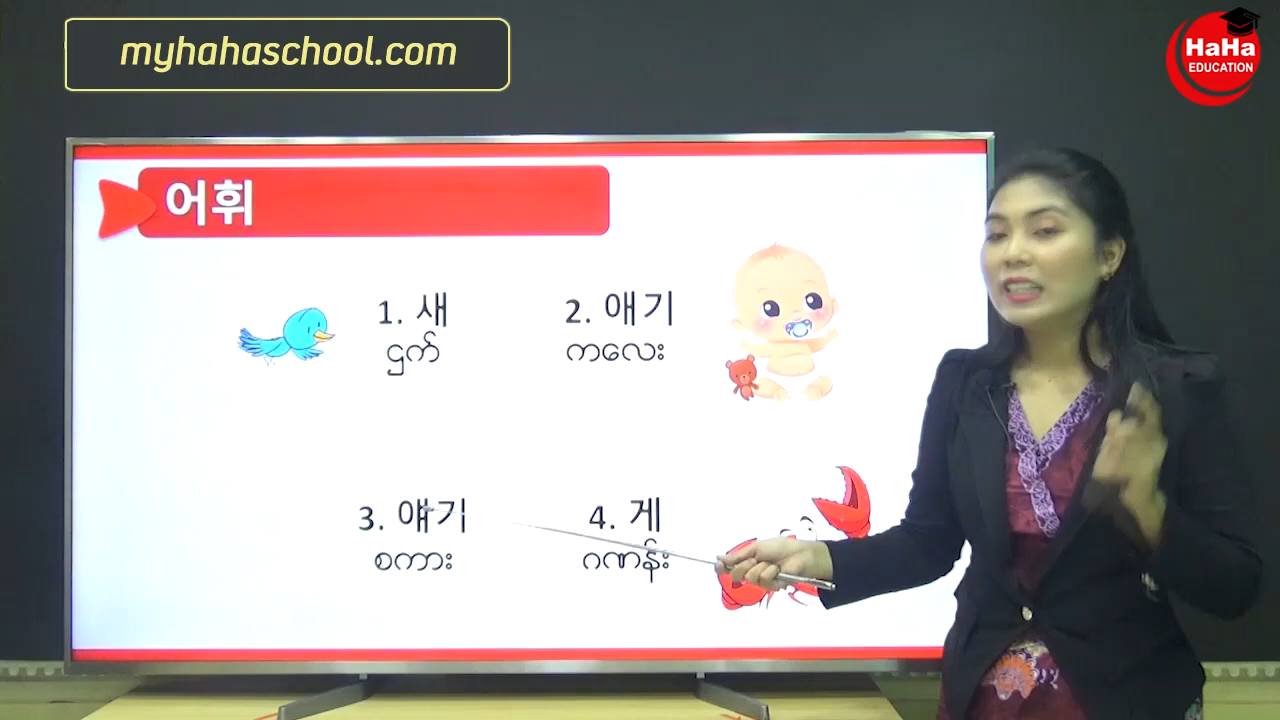 myhahaschool.com
HaHa
EDUCATION
어휘
1. 새
ငှက်
2. 애기
ကလေး
3. 얘기
စကား
4. 게
ဂဏန်း